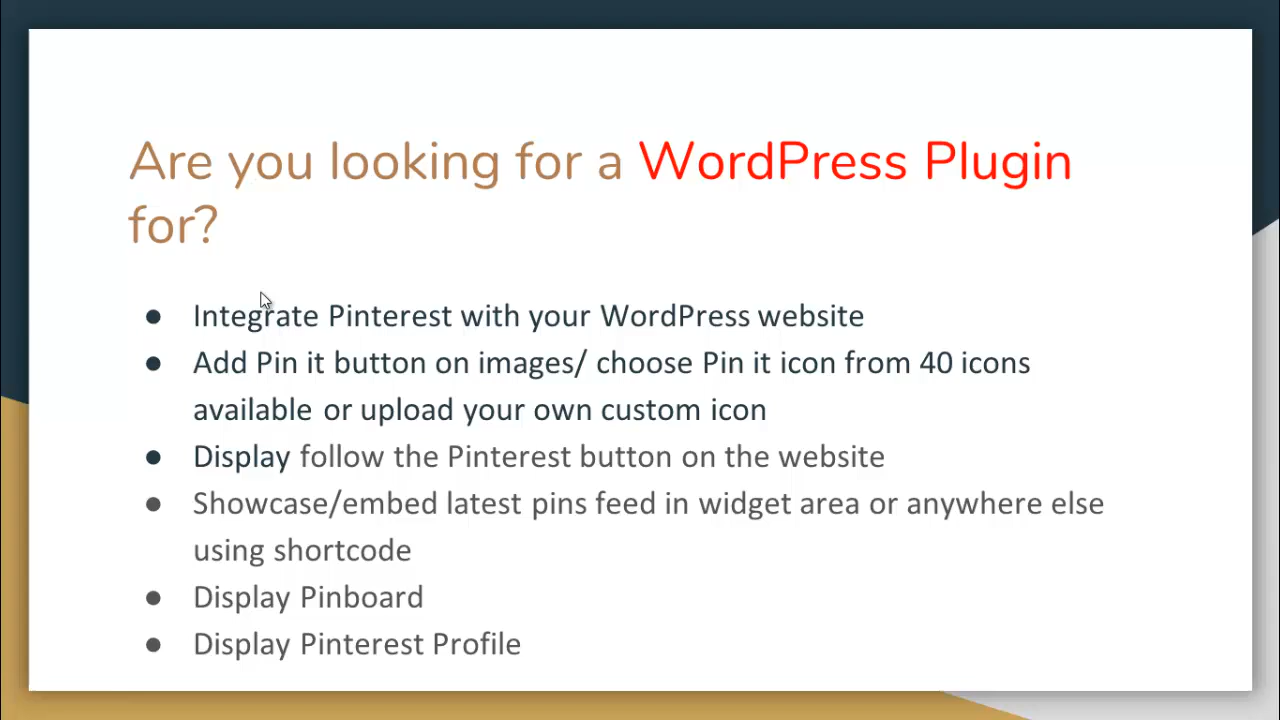 Are you looking for a WordPress Plugin
for?
● Integrate Pinterest with your WordPress website
● Add Pin it button on images/ choose Pin it icon from 40 icons
available or upload your own custom icon
● Display follow the Pinterest button on the website
● Showcase/embed latest pins feed in widget area or anywhere else
using shortcode
● Display Pinboard
● Display Pinterest Profile